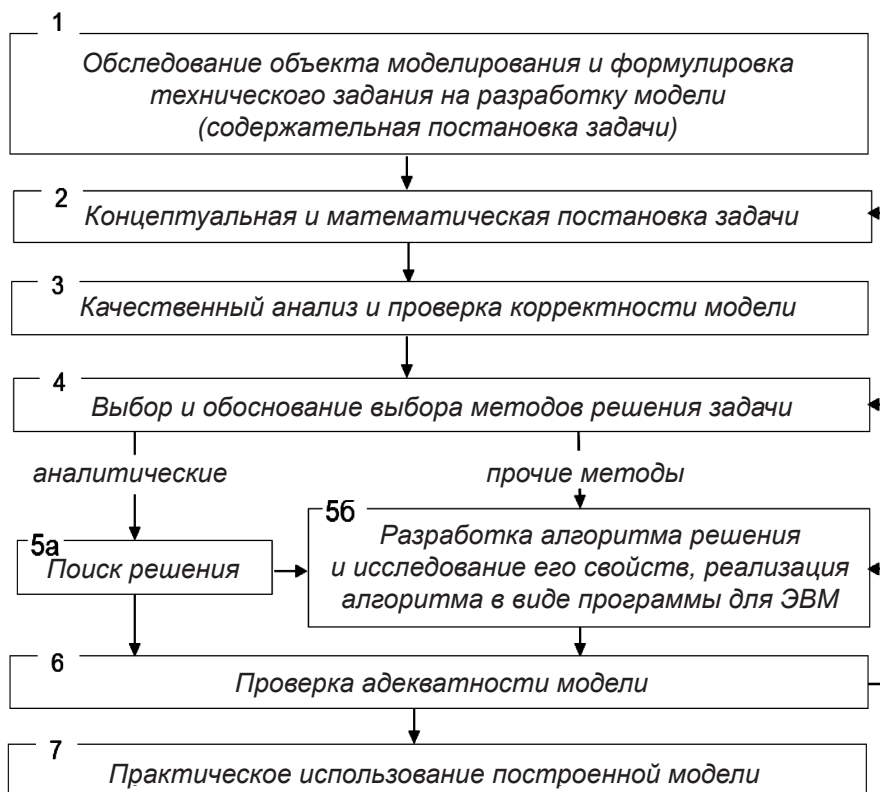 1
Обследование объекта моделирования и формулировка
технического задания на разработку модели
(содержательная постановка задачи)
2
Концептуальная и математическая постановка задачи
3
Качественный анализ и проверка корректности модели
4
Выбор и обоснование выбора методов решения задачи
аналитические
прочие методы
5а
Поиск решения
5б
Разработка алгоритма решения
и исследование его свойств, реализация
алгоритма в виде программы для ЭВМ
6
Проверка адекватности модели
7
Практическое использование построенной модели